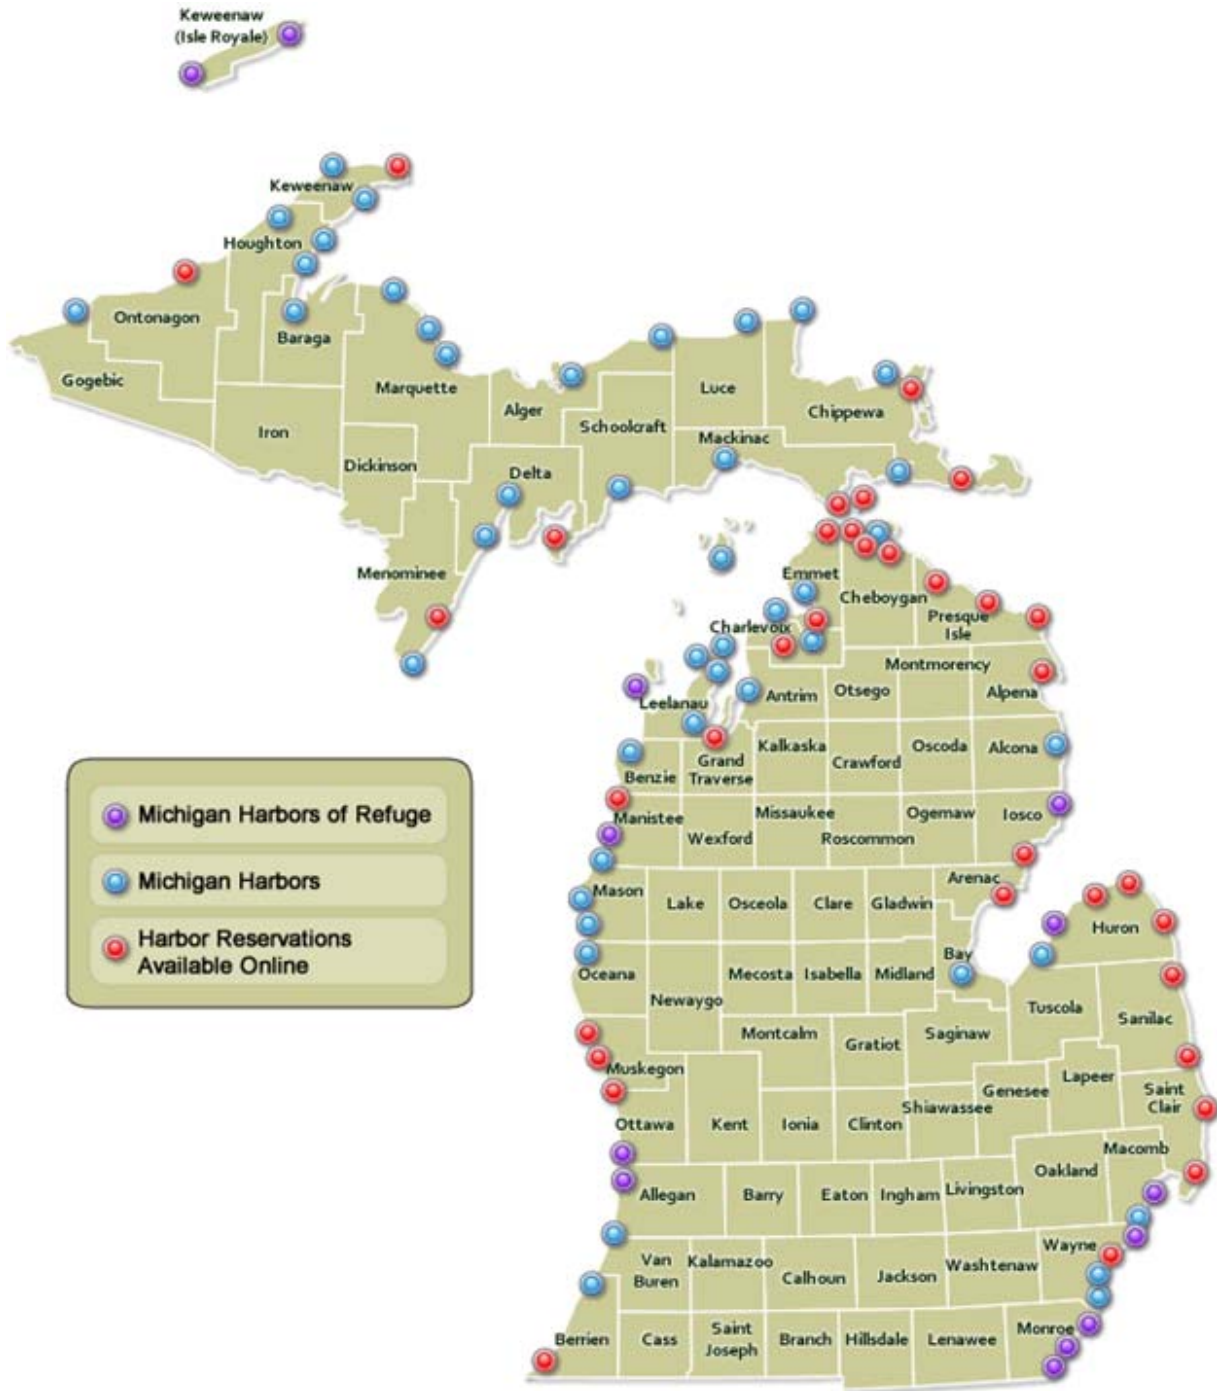 Keweenaw
(Isle Royale)
Keweenaw
Houghton
Ontonagon
Baraga
Gogebic
Marquette
Iron
Alger
Luce
Chippewa
Schoolcraft
Mackinac
Dickinson
Delta
Menominee
Emmet
Cheboygan
Presque
Isle
Charlevoix
Montmorency
Leelanau
Antrim
Otsego
Alpena
Kalkaska
Oscoda
Alcona
Grand
Traverse
Crawford
Benzie
Manistee
Missaukee
Ogemaw
Iosco
Wexford
Roscommon
Michigan Harbors of Refuge
Michigan Harbors
Harbor Reservations
Available Online
Mason
Lake
Osceola
Clare
Gladwin
Arenac
Huron
Bay
Oceana
Mecosta
Isabella
Midland
Newaygo
Tuscola
Sanilac
Montcalm
Gratiot
Saginaw
Muskegon
Lapeer
Genesee
Saint
Clair
Shiawassee
Ottawa
Kent
Ionia
Clinton
Macomb
Oakland
Allegan
Barry
Eaton
Ingham
Livingston
Wayne
Van
Buren
Kalamazoo
Calhoun
Jackson
Washtenaw
Berrien
Cass
Saint
Joseph
Branch
Hillsdale
Lenawee
Monroe